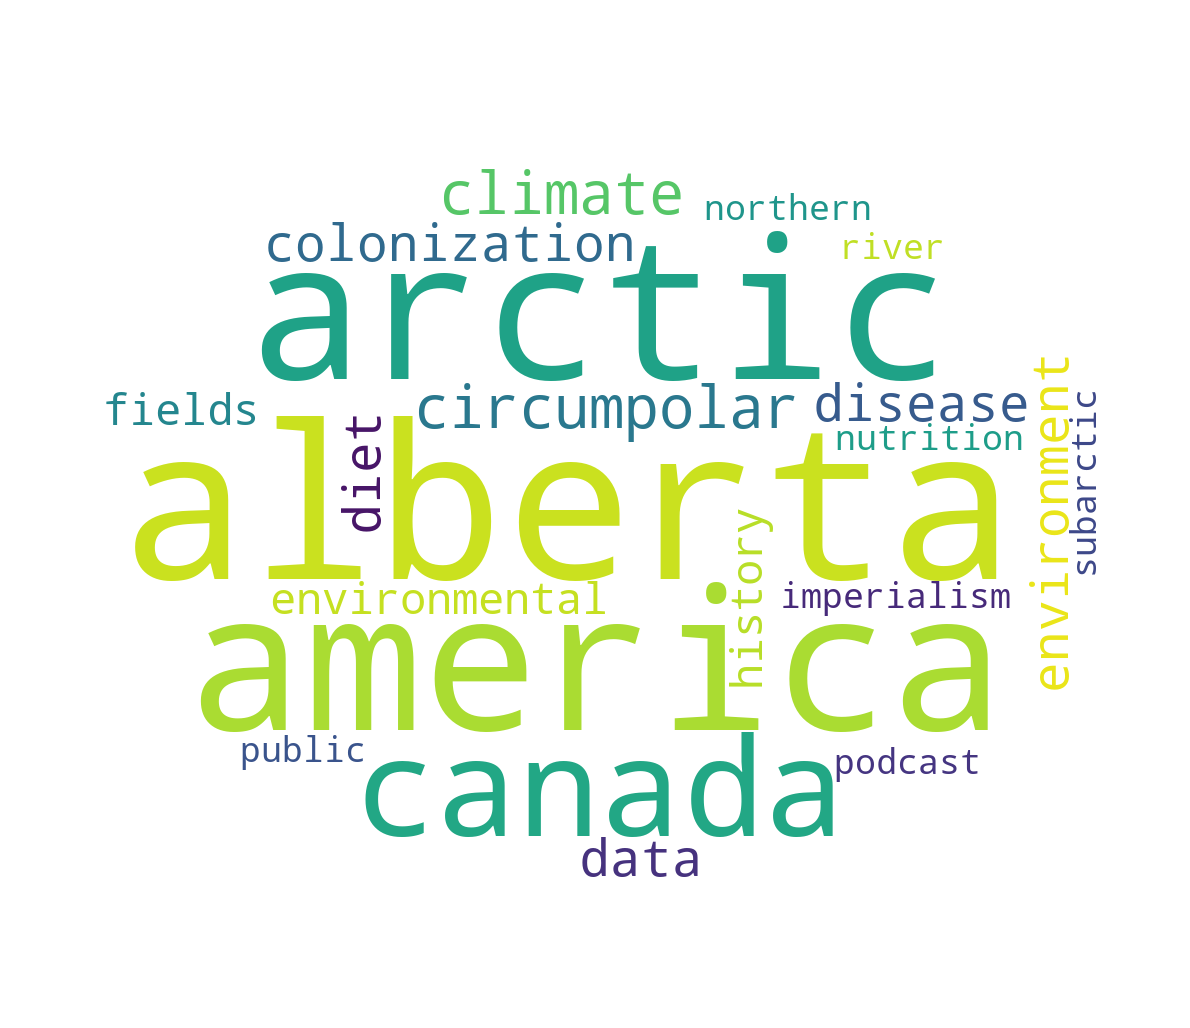 climate
northern
colonization
river
arctic
fields
circumpolar
disease
nutrition
diet
alberta
environment
subarctic
environmental
history
imperialism
america
public
canada
podcast
data